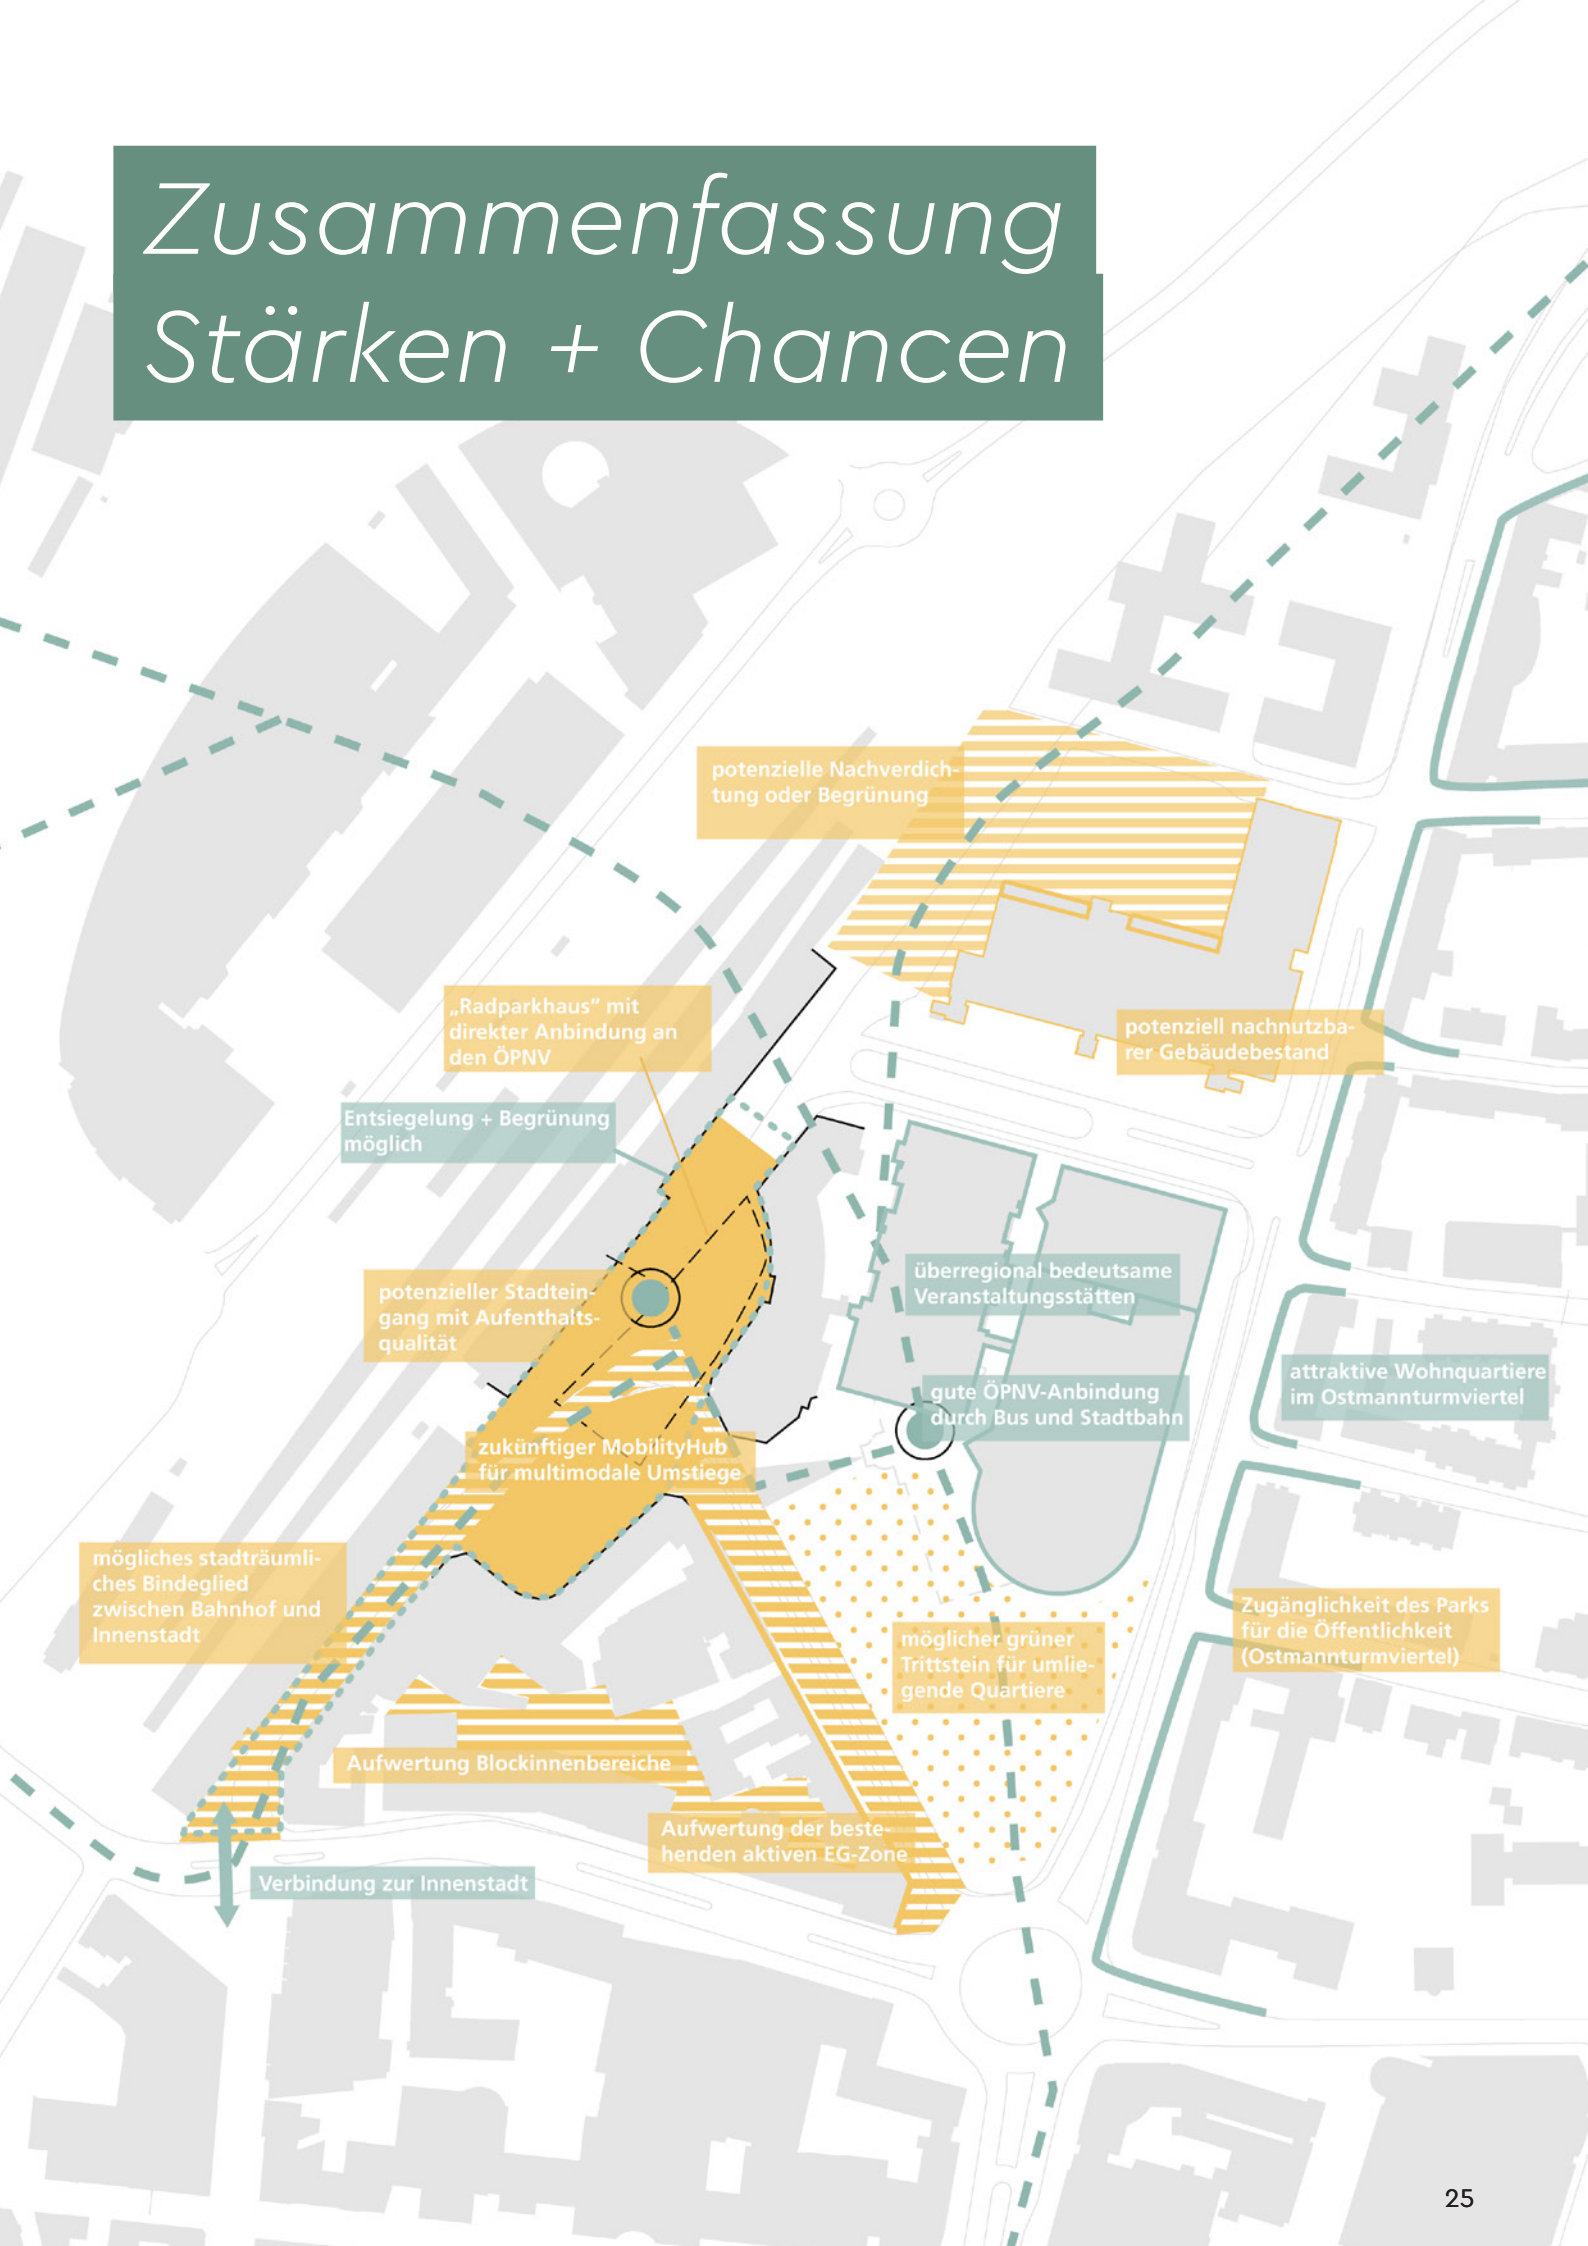 Zusammenfassung
Stärken + Chancen
potenzielle Nachverdich-
tung oder Begrünung
„Radparkhaus“ mit
direkter Anbindung an
den ÖPNV
potenziell nachnutzba-
rer Gebäudebestand
Entsiegelung + Begrünung
möglich
überregional bedeutsame
Veranstaltungsstätten
potenzieller Stadtein-
gang mit Aufenthalts-
qualität
gute ÖPNV-Anbindung
durch Bus und Stadtbahn
attraktive Wohnquartiere
im Ostmannturmviertel
zukünftiger MobilityHub
für multimodale Umstiege
mögliches stadträumli-
ches Bindeglied
zwischen Bahnhof und
Innenstadt
Zugänglichkeit des Parks
für die Öffentlichkeit
(Ostmannturmviertel)
möglicher grüner
Trittstein für umlie-
gende Quartiere
Aufwertung Blockinnenbereiche
Aufwertung der beste-
henden aktiven EG-Zone
Verbindung zur Innenstadt
25